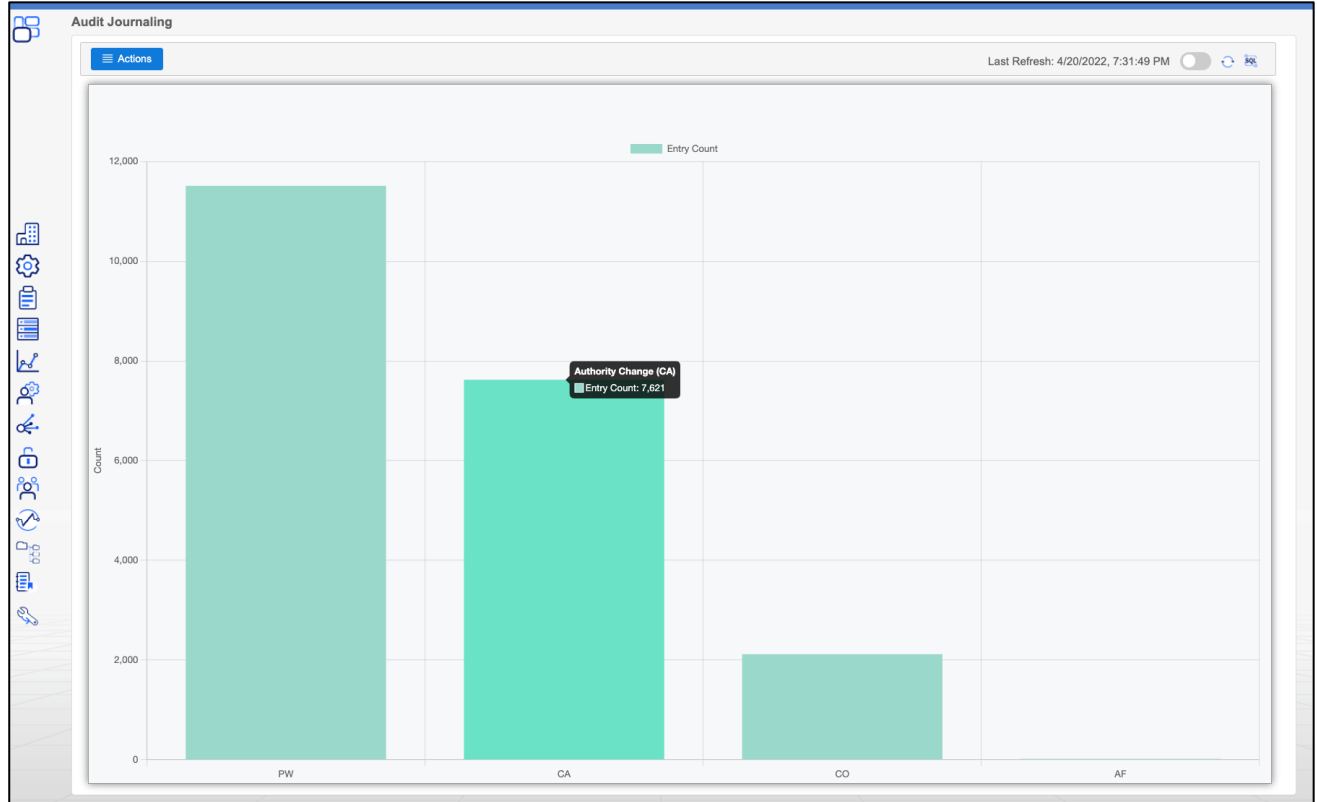 Audit Journaling
Actions
Last Refresh: 4/20/2022, 7:31:49 PM
SQL
Entry Count
12,000
10,000
8,000
6,000
4,000
2,000
0
Count
Authority Change (CA)
Entry Count: 7,621
PW
CA
CO
AF